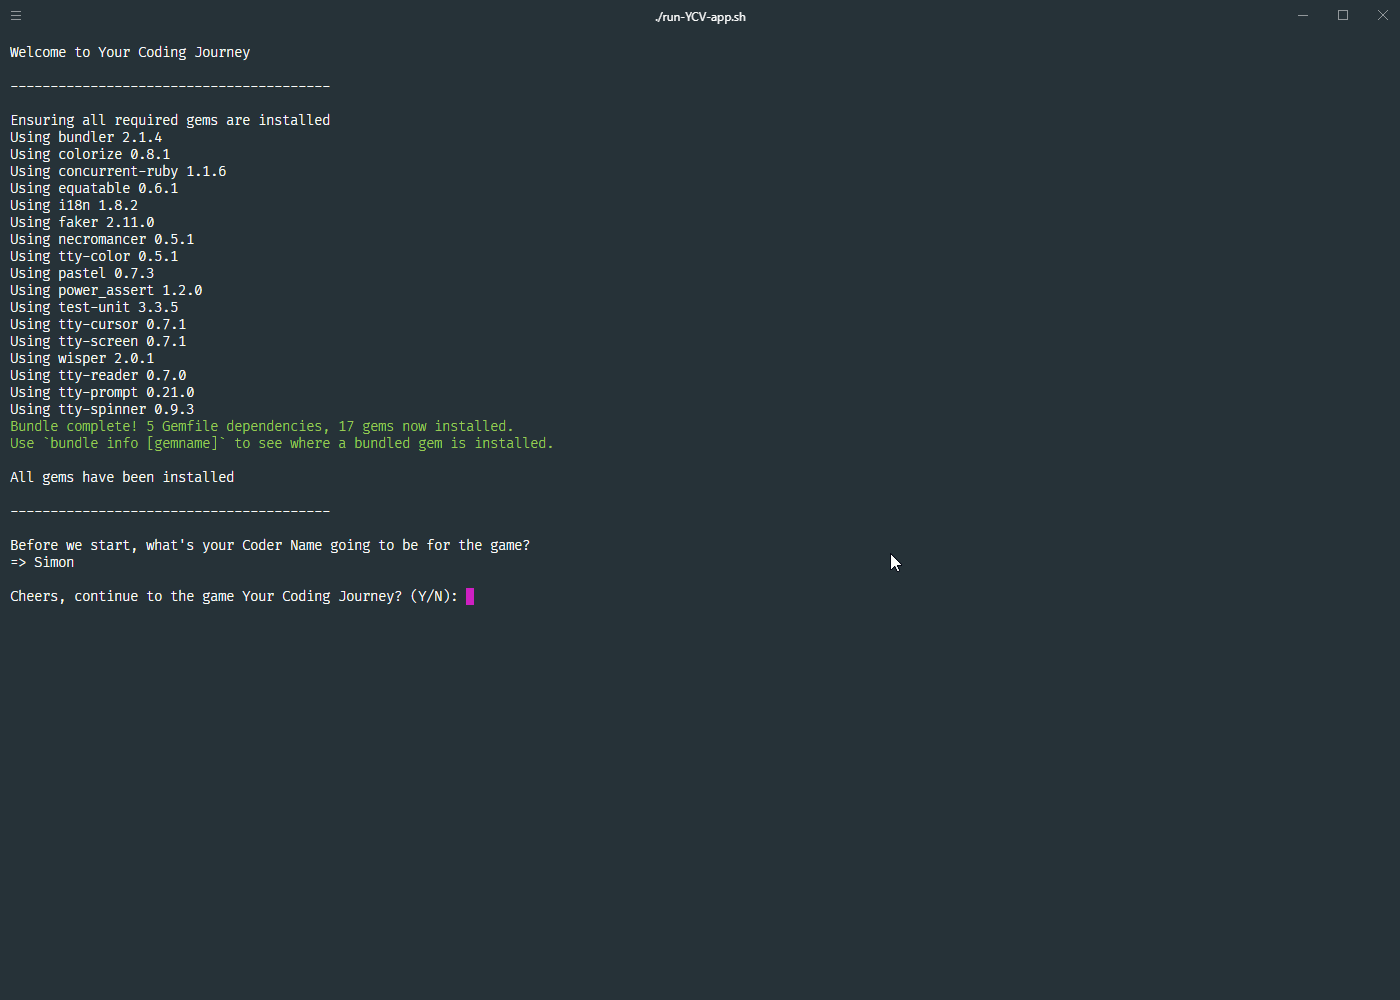 ./run-YCV-app.sh
Welcome to Your Coding Journey
----------------------------------------
Ensuring all required gems are installed
Using bundler 2.1.4
Using colorize 0.8.1
Using concurrent-ruby 1.1.6
Using equatable 0.6.1
Using i18n 1.8.2
Using faker 2.11.0
Using necromancer 0.5.1
Using tty-color 0.5.1
Using pastel 0.7.3
Using power_assert 1.2.0
Using test-unit 3.3.5
Using tty-cursor 0.7.1
Using tty-screen 0.7.1
Using wisper 2.0.1
Using tty-reader 0.7.0
Using tty-prompt 0.21.0
Using tty-spinner 0.9.3
Bundle complete! 5 Gemfile dependencies, 17 gems now installed.
Use `bundle info [gemname]` to see where a bundled gem is installed.
All gems have been installed
----------------------------------------
Before we start, what's your Coder Name going to be for the game?
=> Simon
Cheers, continue to the game Your Coding Journey? (Y/N):